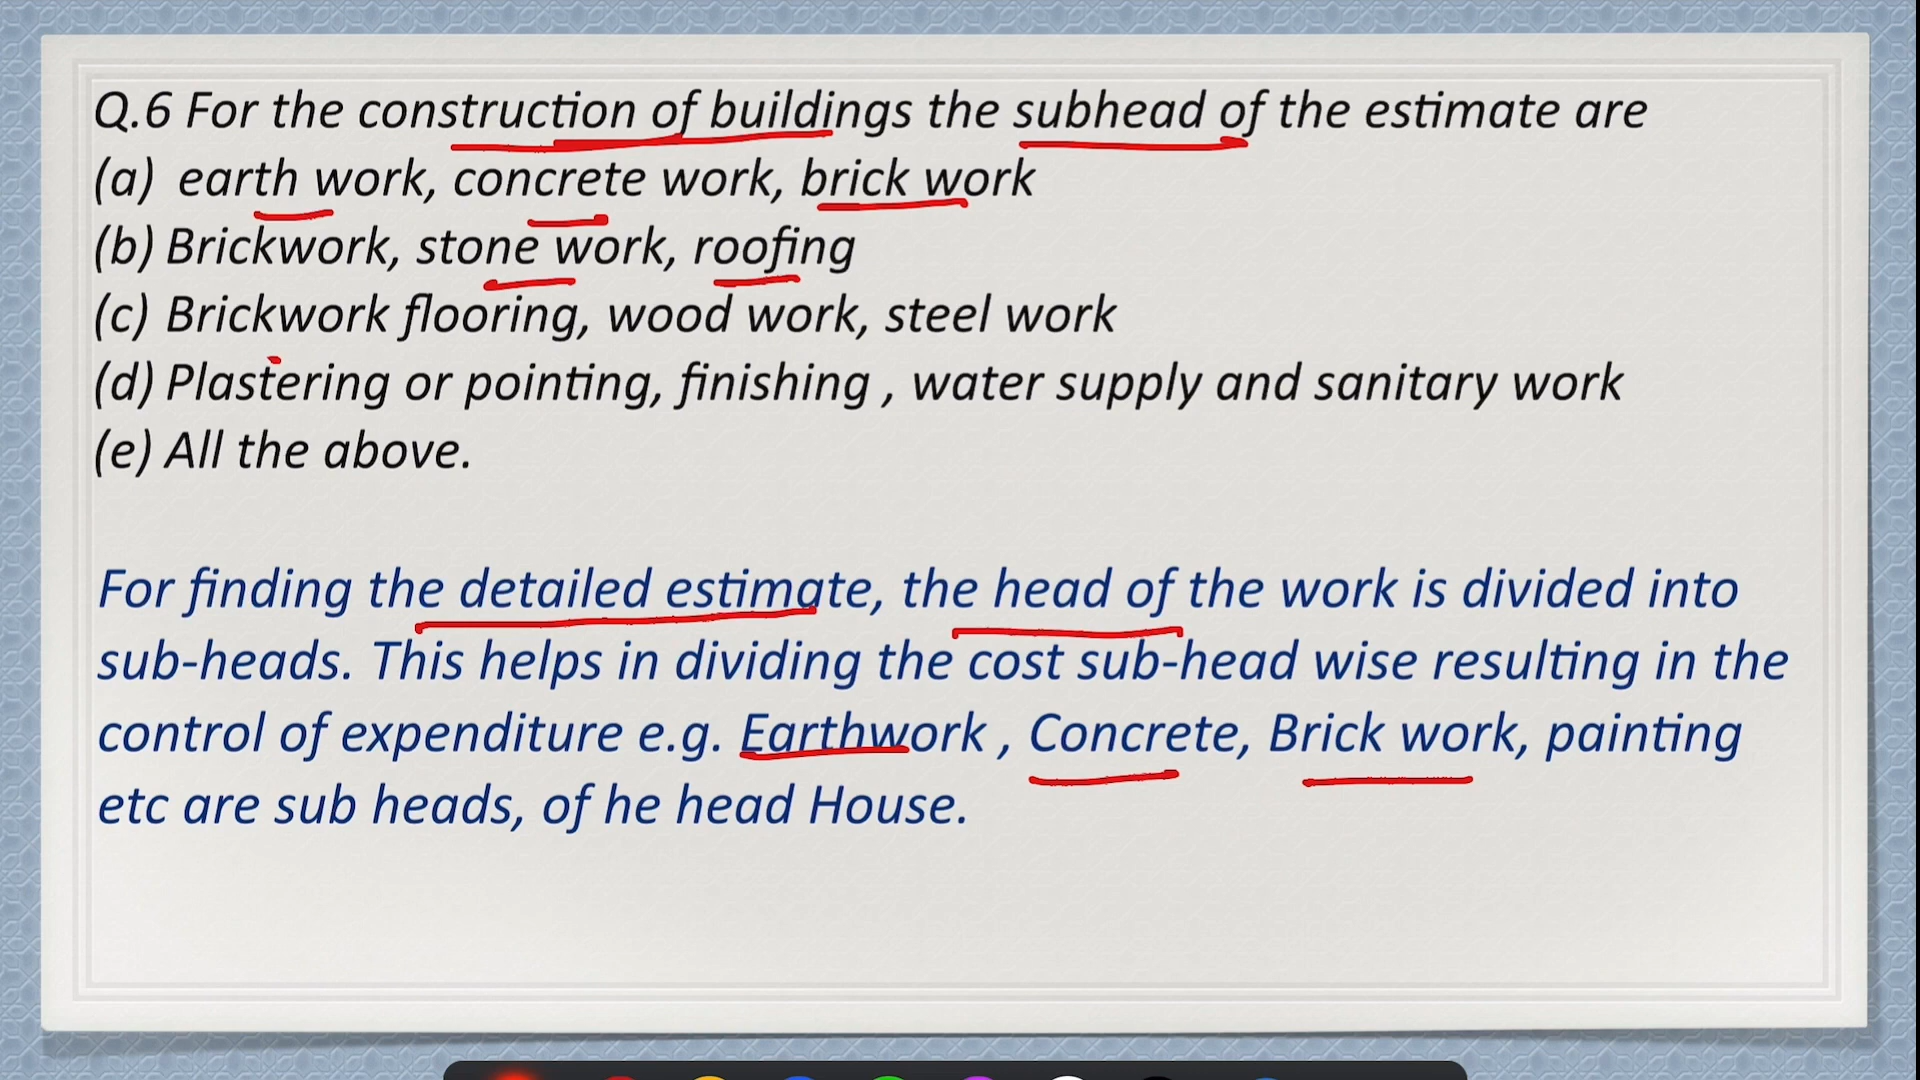 Q.6 For the construction of buildings the subhead of the estimate are
(a) earth work, concrete work, brick work
(b) Brickwork, stone work, roofing
(c) Brickwork flooring, wood work, steel work
(d) Plastering or pointing, finishing , water supply and sanitary work
(e) All the above.
For finding the detailed estimate, the head of the work is divided into
sub-heads. This helps in dividing the cost sub-head wise resulting in the
control of expenditure e.g. Earthwork , Concrete, Brick work, painting
etc are sub heads, of he head House.